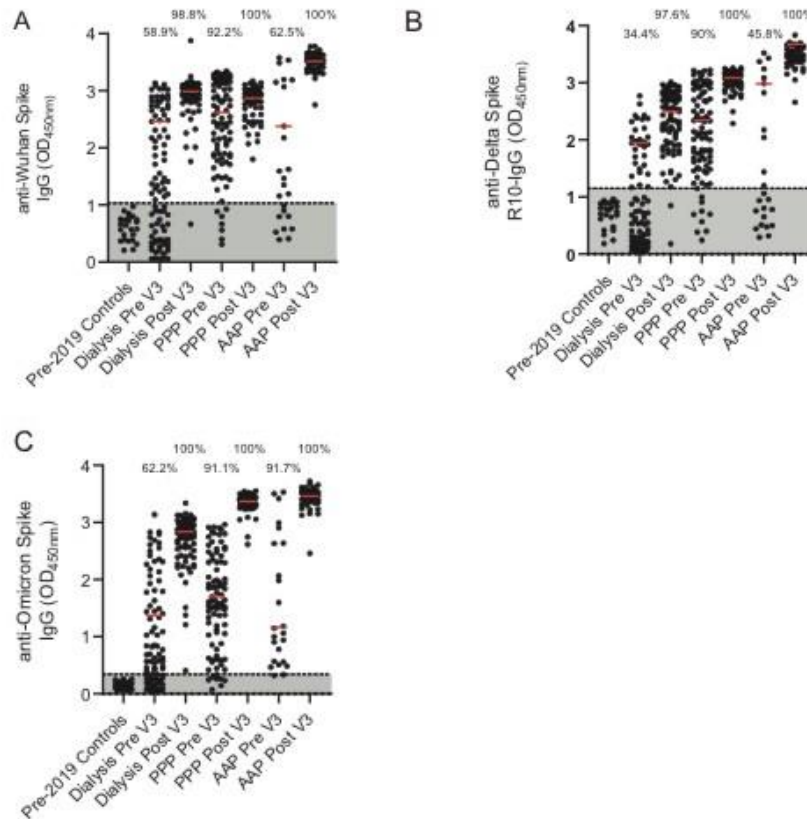 A
98.8% 100% 100%
58.9% 92.2% 62.5%
4
3
2
1
0
anti-Wuhan Spike
IgG (OD450nm)
Pre-2019 Controls
Dialysis Pre V3
Dialysis Post V3
PPP Pre V3
PPP Post V3
AAP Pre V3
AAP Post V3
B
97.6% 100% 100%
34.4% 90% 45.8%
4
3
2
1
0
anti-Delta Spike
R10-IgG (OD450nm)
Pre-2019 Controls
Dialysis Pre V3
Dialysis-Post V3
PPP Pre V3
PPP Post V3
AAP Pre V3
AAP Post V3
C
100% 100% 100%
62.2% 91.1% 91.7%
4
3
2
1
0
anti-Omicron Spike
IgG (OD450nm)
Pre-2019 Controls
Dialysis Pre V3
Dialysis Post V3
PPP Pre V3
PPP Post V3
AAP Pre V3
AAP Post V3